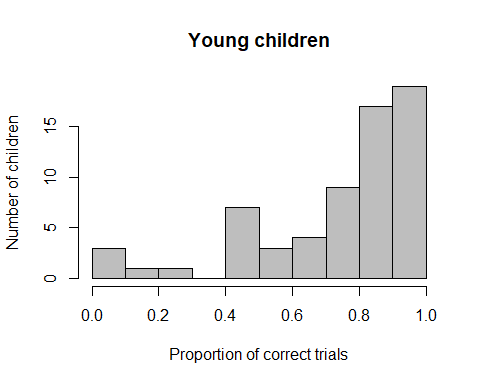 Young children
Number of children
0
5
10
15
0.0 0.2 0.4 0.6 0.8 1.0
Proportion of correct trials